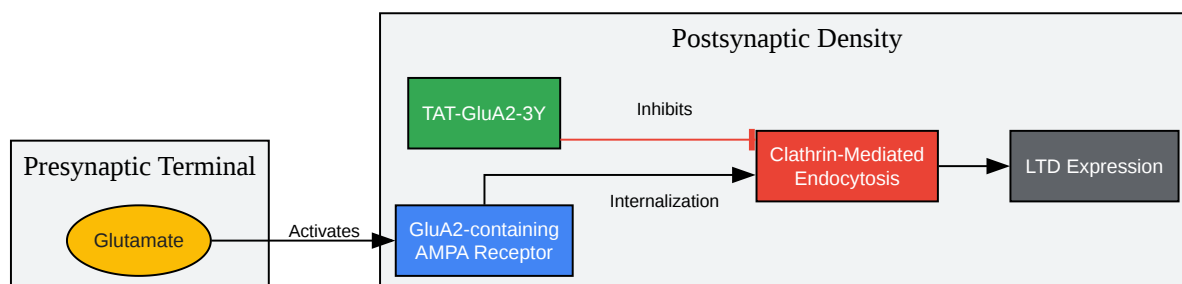 Postsynaptic Density
TAT-GluA2-3Y
Inhibits
Clathrin-Mediated
Endocytosis
LTD Expression
Presynaptic Terminal
Internalization
Glutamate
Activates
GluA2-containing
AMPA Receptor